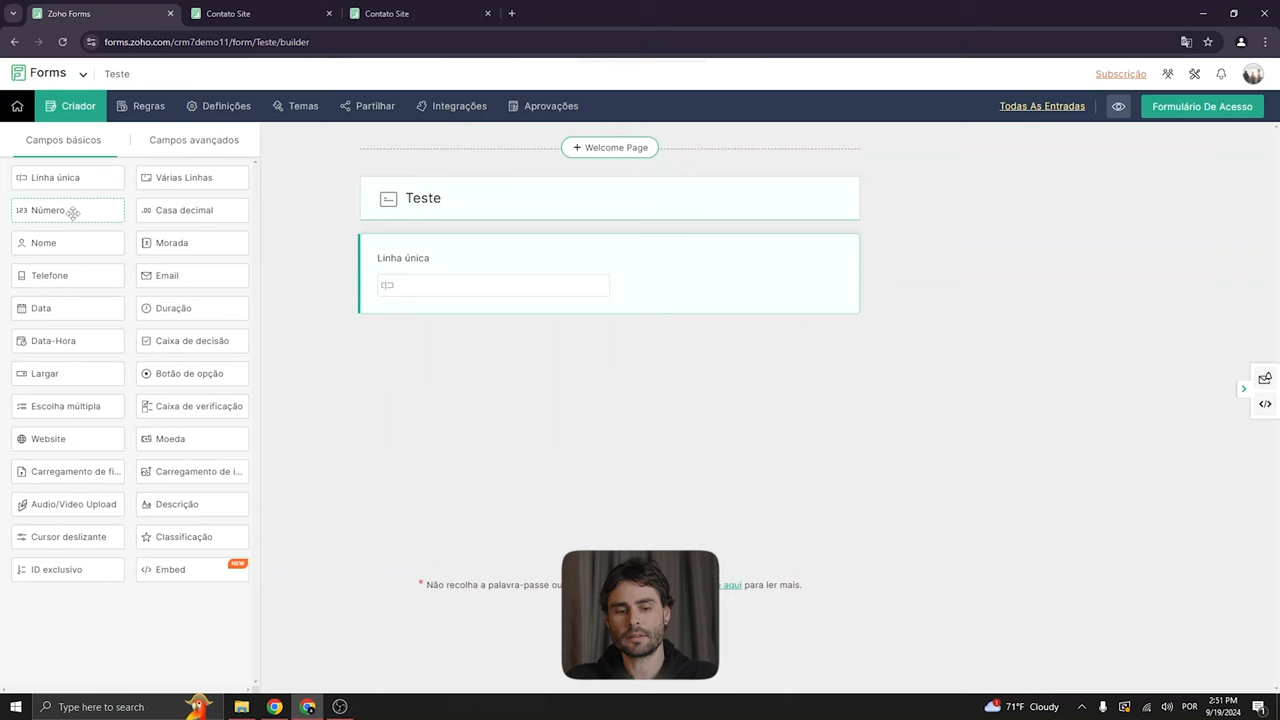 Zoho Forms
Contato Site
Contato Site
forms.zoho.com/crm7demo11/form/Teste/builder
Forms
Teste
Subscrição
Criador
Regras
Definições
Temas
Partilhar
Integrações
Aprovações
Todas As Entradas
Formulário De Acesso
Campos básicos
Campos avançados
+ Welcome Page
Linha única
Várias Linhas
Teste
123 Número
.00 Casa decimal
Nome
Morada
Linha única
Telefone
Email
Data
Duração
Data-Hora
Caixa de decisão
Largar
Botão de opção
Escolha múltipla
Caixa de verificação
Website
Moeda
Carregamento de fi...
Carregamento de i...
Audio/Video Upload
Aa Descrição
Cursor deslizante
Classificação
ID exclusivo
Embed
NEW
* Não recolha a palavra-passe ou aqui para ler mais.
Type here to search
71°F Cloudy
POR
2:51 PM
9/19/2024